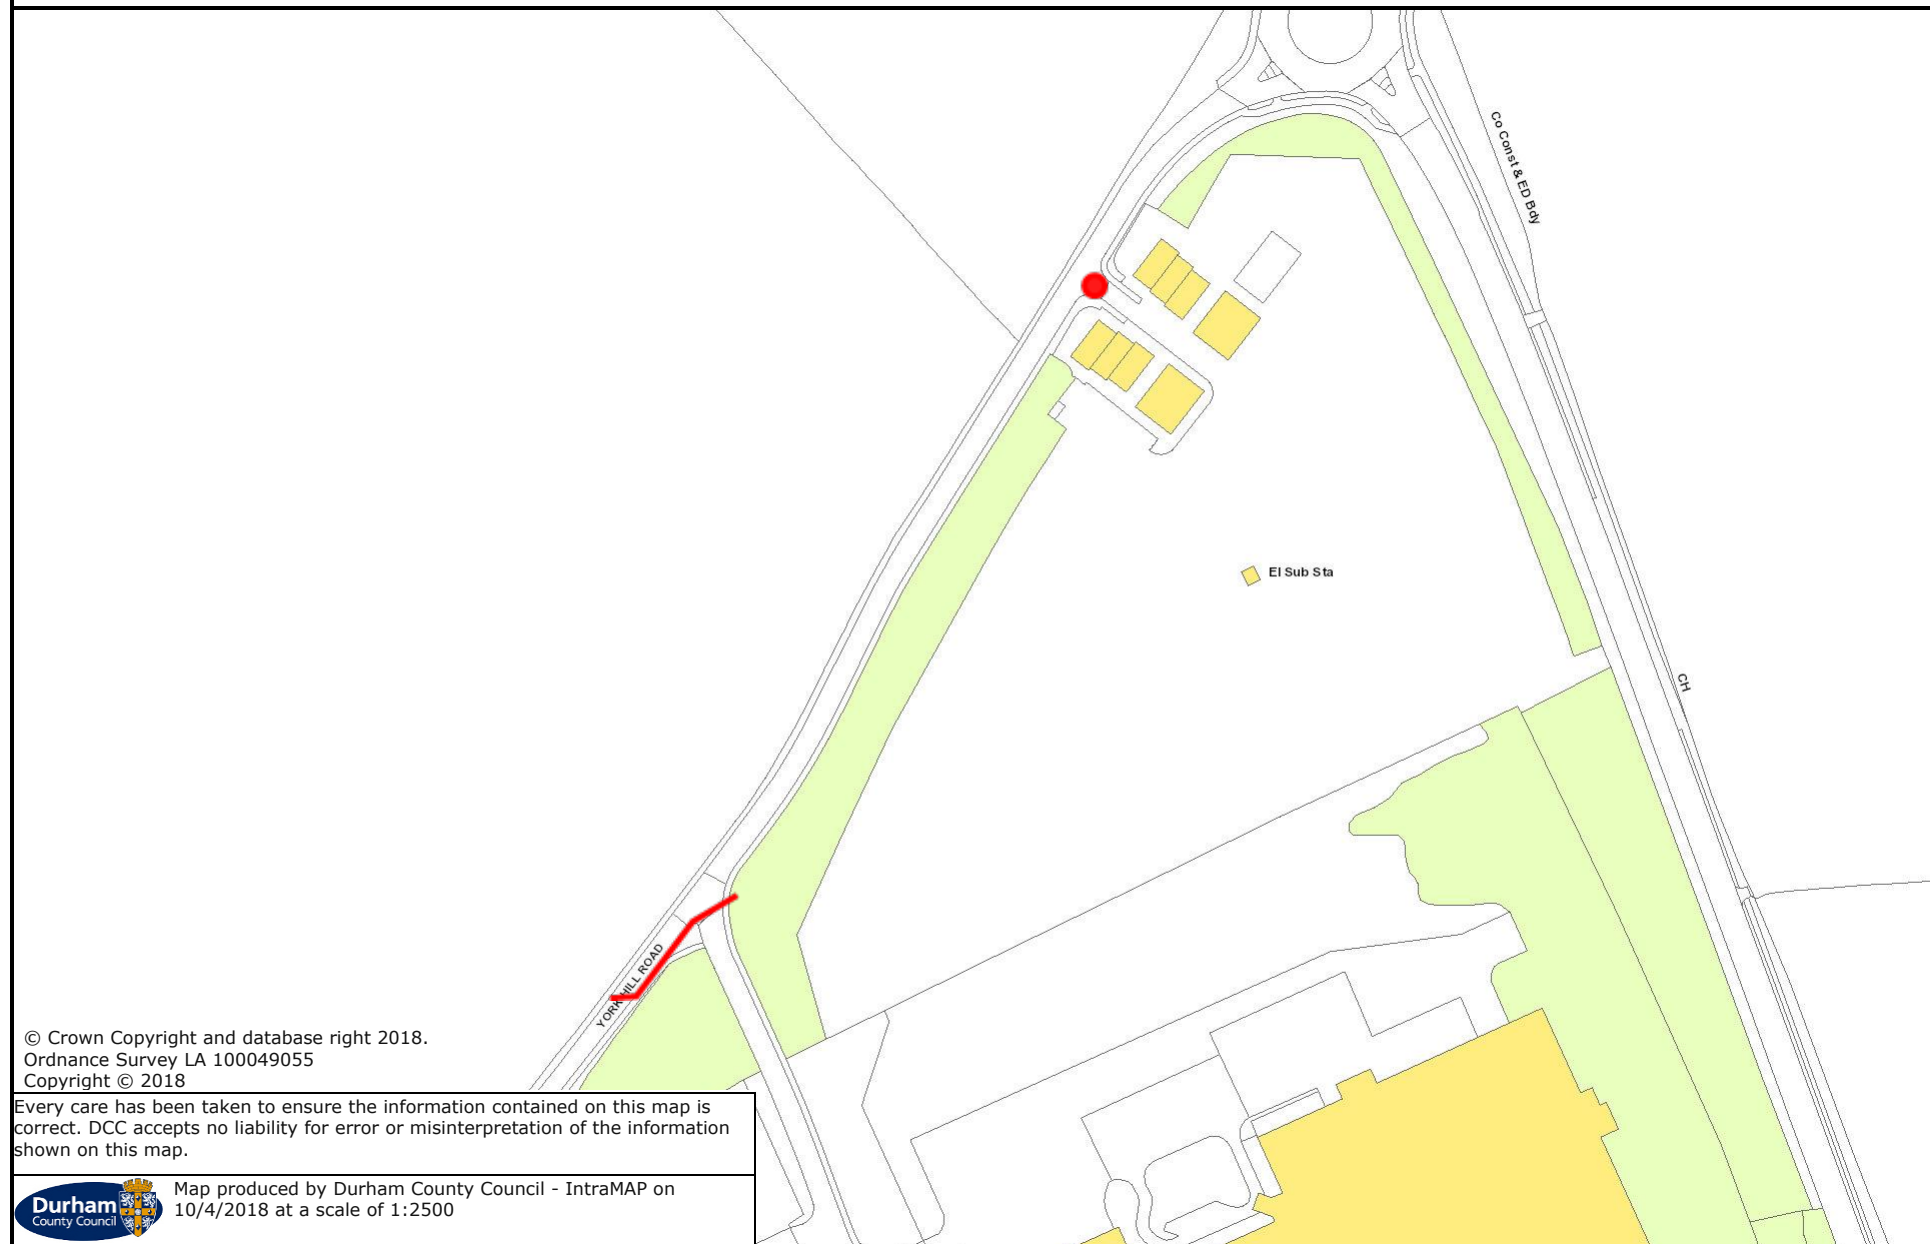 Co Const & ED Bdy
El Sub Sta
CH
YORK HILL ROAD
© Crown Copyright and database right 2018.
Ordnance Survey LA 100049055
Copyright © 2018
Every care has been taken to ensure the information contained on this map is
correct. DCC accepts no liability for error or misinterpretation of the information
shown on this map.
Durham
County Council
Map produced by Durham County Council - IntraMAP on
10/4/2018 at a scale of 1:2500